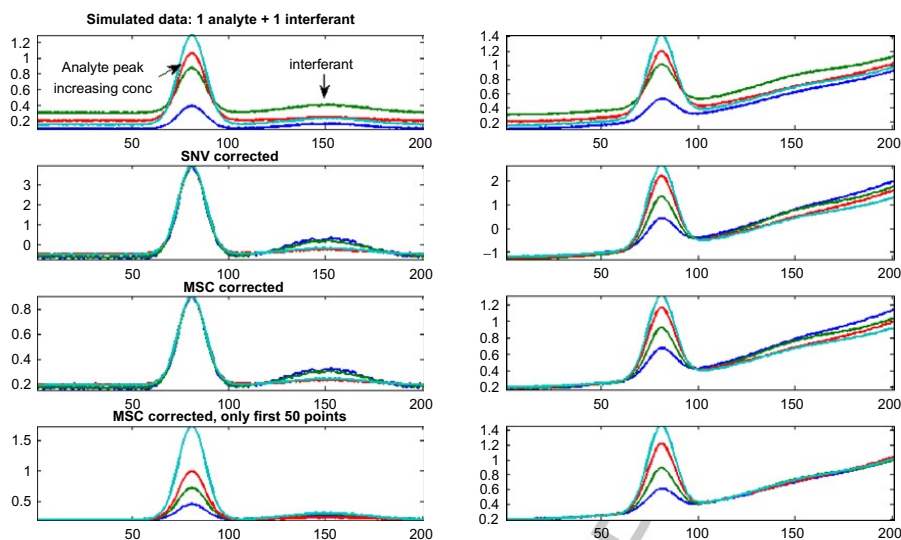 Simulated data: 1 analyte + 1 interferant
1.2
1
0.8
0.6
0.4
0.2
Analyte peak
increasing conc
interferant
50 100 150 200
1.4
1.2
1
0.8
0.6
0.4
0.2
50 100 150 200
SNV corrected
3
2
1
0
50 100 150 200
2
1
0
−1
50 100 150 200
MSC corrected
0.8
0.6
0.4
0.2
50 100 150 200
1.2
1
0.8
0.6
0.4
0.2
50 100 150 200
MSC corrected, only first 50 points
1.5
1
0.5
50 100 150 200
1.4
1.2
1
0.8
0.6
0.4
0.2
50 100 150 200